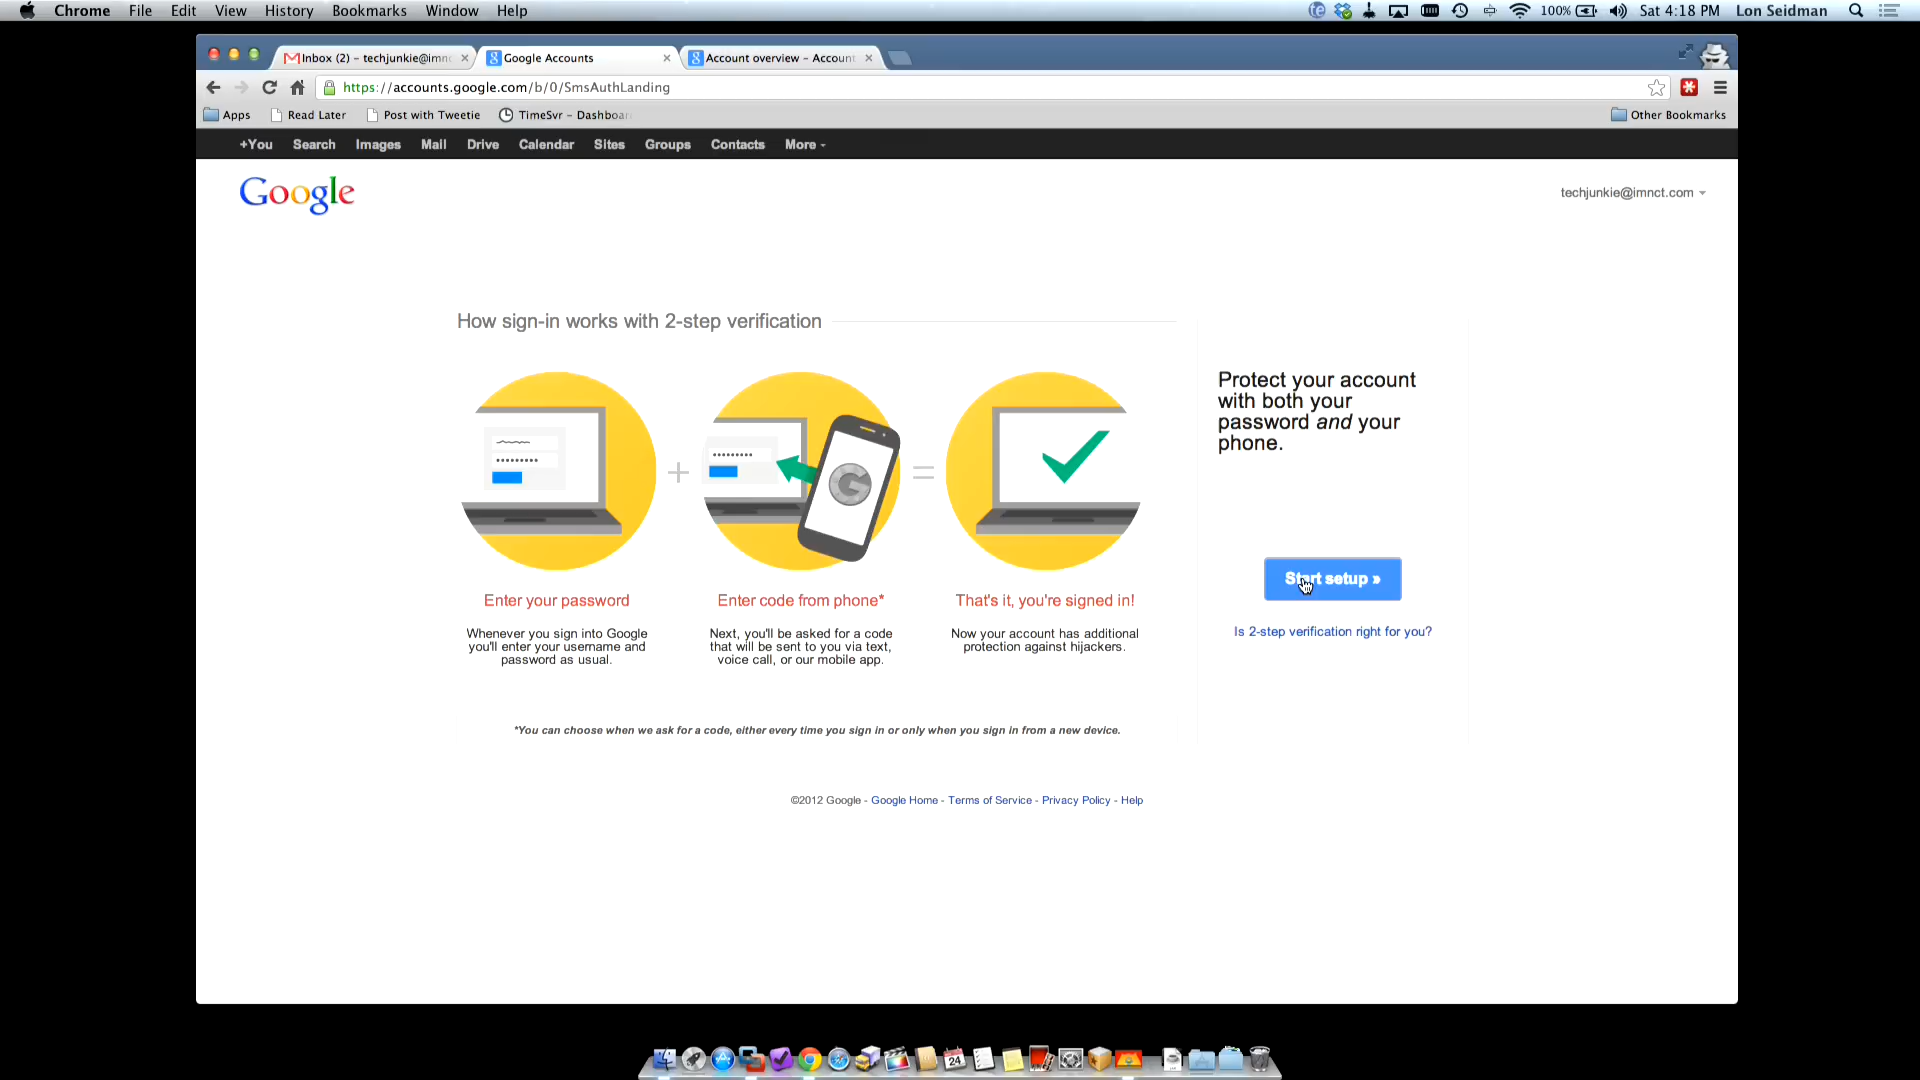 Chrome File Edit View History Bookmarks Window Help
100% Sat 4:18 PM Lon Seidman
Inbox (2) – techjunkie@imnc
Google Accounts
Account overview – Account
https://accounts.google.com/b/0/SmsAuthLanding
Apps Read Later Post with Tweetie TimeSvr – Dashboar
Other Bookmarks
+You Search Images Mail Drive Calendar Sites Groups Contacts More
Google
techjunkie@imnct.com
How sign-in works with 2-step verification
Enter your password
Whenever you sign into Google
you'll enter your username and
password as usual.
Enter code from phone*
Next, you'll be asked for a code
that will be sent to you via text,
voice call, or our mobile app.
That's it, you're signed in!
Now your account has additional
protection against hijackers.
*You can choose when we ask for a code, either every time you sign in or only when you sign in from a new device.
Protect your account
with both your
password and your
phone.
Start setup »
Is 2-step verification right for you?
©2012 Google - Google Home - Terms of Service - Privacy Policy - Help
24